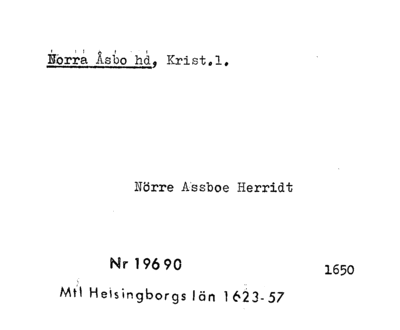 Norra Åsbo hd, Krist.l.
Nörre Assboe Herridt
Nr 19690
1650
Mtl Helsingborgs län 1623-57